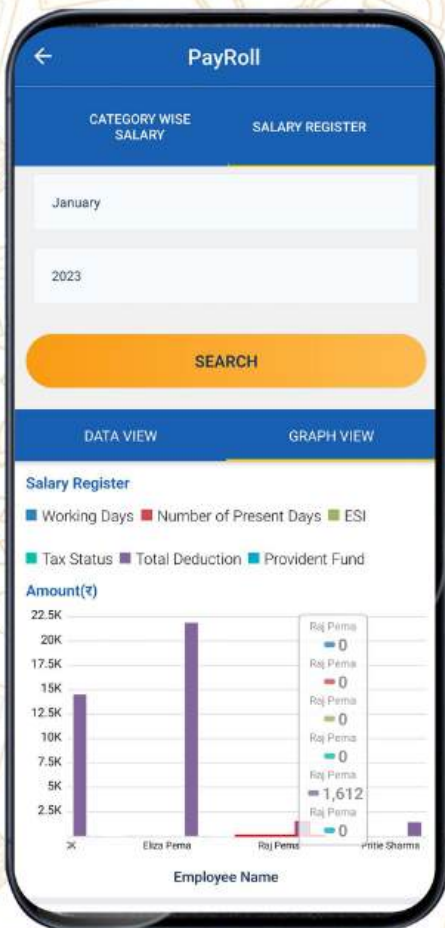 PayRoll
CATEGORY WISE
SALARY
SALARY REGISTER
January
2023
SEARCH
DATA VIEW
GRAPH VIEW
Salary Register
Working Days
Number of Present Days
ESI
Tax Status
Total Deduction
Provident Fund
Amount(₹)
22.5K
20K
17.5K
15K
12.5K
10K
7.5K
5K
2.5K
Raj Pema
0
Raj Pema
0
Raj Pema
0
Raj Pema
0
Raj Pema
1,612
Raj Pema
0
Eliza Pema
Raj Pema
Pritie Sharma
Employee Name